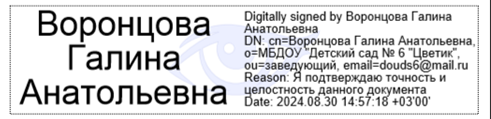 Воронцова
Галина
Анатольевна
Digitally signed by Воронцова Галина
Анатольевна
DN: cn=Воронцова Галина Анатольевна,
o=МБДОУ "Детский сад № 6 "Цветик",
ou=заведующий, email=douds6@mail.ru
Reason: Я подтверждаю точность и
целостность данного документа
Date: 2024.08.30 14:57:18 +03'00'